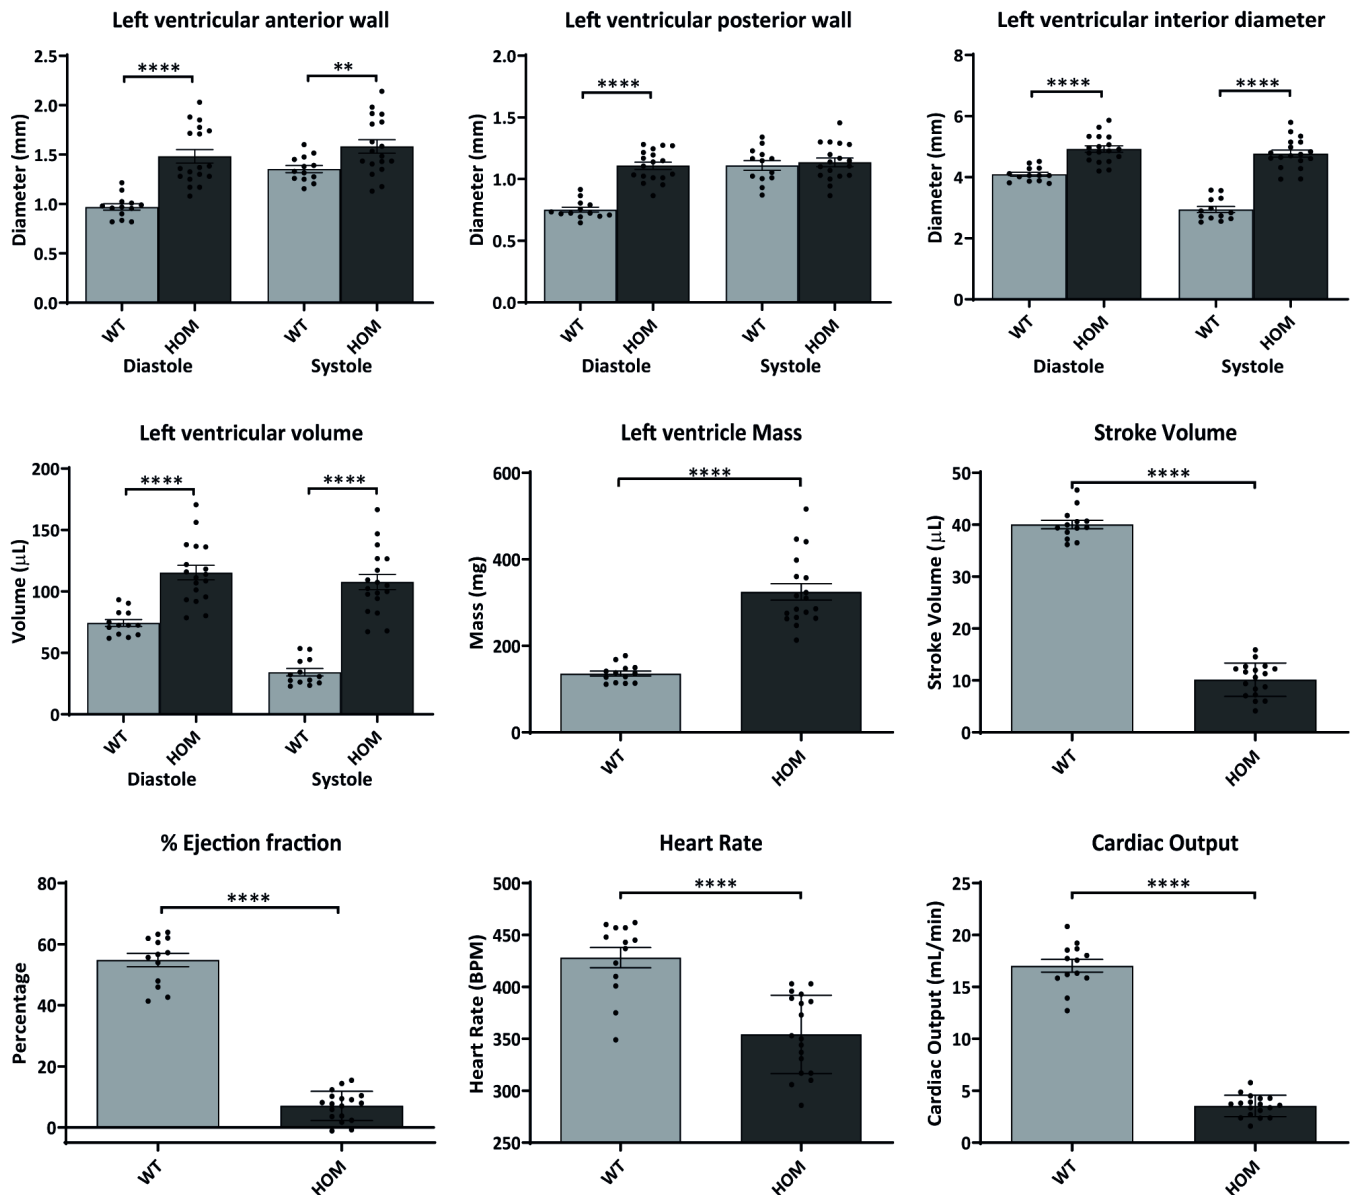 Left ventricular anterior wall
Diameter (mm)
2.5
2.0
1.5
1.0
0.5
0.0
****
**
WT
HOM
WT
HOM
Diastole
Systole
Left ventricular posterior wall
Diameter (mm)
2.0
1.5
1.0
0.5
0.0
****
WT
HOM
WT
HOM
Diastole
Systole
Left ventricular interior diameter
Diameter (mm)
8
6
4
2
0
****
****
WT
HOM
WT
HOM
Diastole
Systole
Left ventricular volume
Volume (µL)
200
150
100
50
0
****
****
WT
HOM
WT
HOM
Diastole
Systole
Left ventricle Mass
Mass (mg)
600
400
200
0
****
WT
HOM
Stroke Volume
Stroke Volume (µL)
50
40
30
20
10
0
****
WT
HOM
% Ejection fraction
Percentage
80
60
40
20
0
****
WT
HOM
Heart Rate
Heart Rate (BPM)
500
450
400
350
300
250
****
WT
HOM
Cardiac Output
Cardiac Output (mL/min)
25
20
15
10
5
0
****
WT
HOM